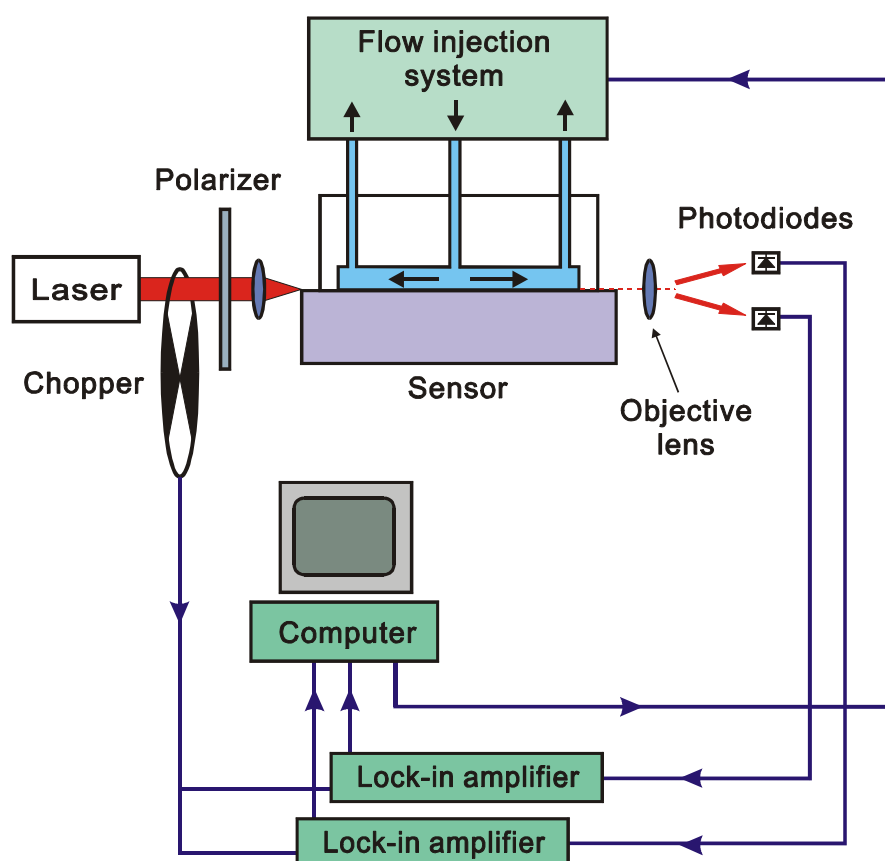 Flow injection
system
Polarizer
Photodiodes
Laser
Chopper
Sensor
Objective
lens
Computer
Lock-in amplifier
Lock-in amplifier